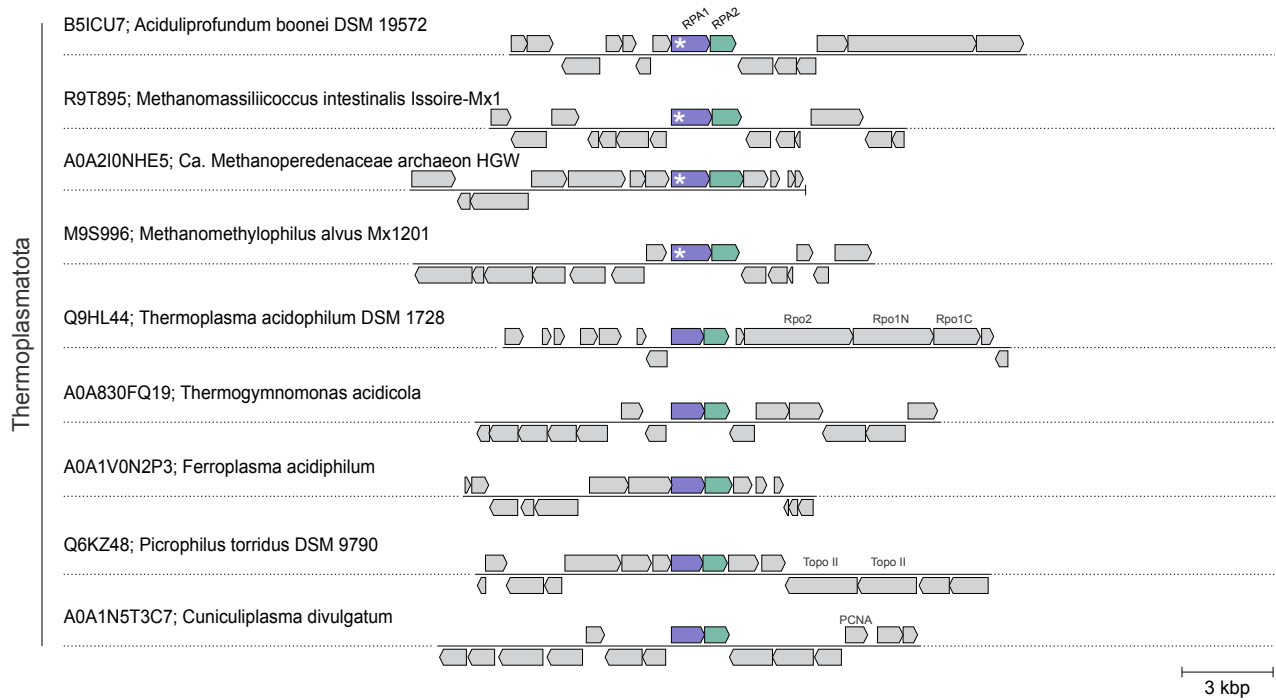 B5ICU7; Aciduliprofundum boonei DSM 19572
RPA1
RPA2
*
R9T895; Methanomassiliicoccus intestinalis Issoire-Mx1
*
A0A2I0NHE5; Ca. Methanoperedenaceae archaeon HGW
*
M9S996; Methanomethylophilus alvus Mx1201
*
Thermoplasmatota
Q9HL44; Thermoplasma acidophilum DSM 1728
Rpo2 Rpo1N Rpo1C
A0A830FQ19; Thermogymnomonas acidicola
A0A1V0N2P3; Ferroplasma acidiphilum
Q6KZ48; Picrophilus torridus DSM 9790
Topo II Topo II
A0A1N5T3C7; Cuniculiplasma divulgatum
PCNA
3 kbp